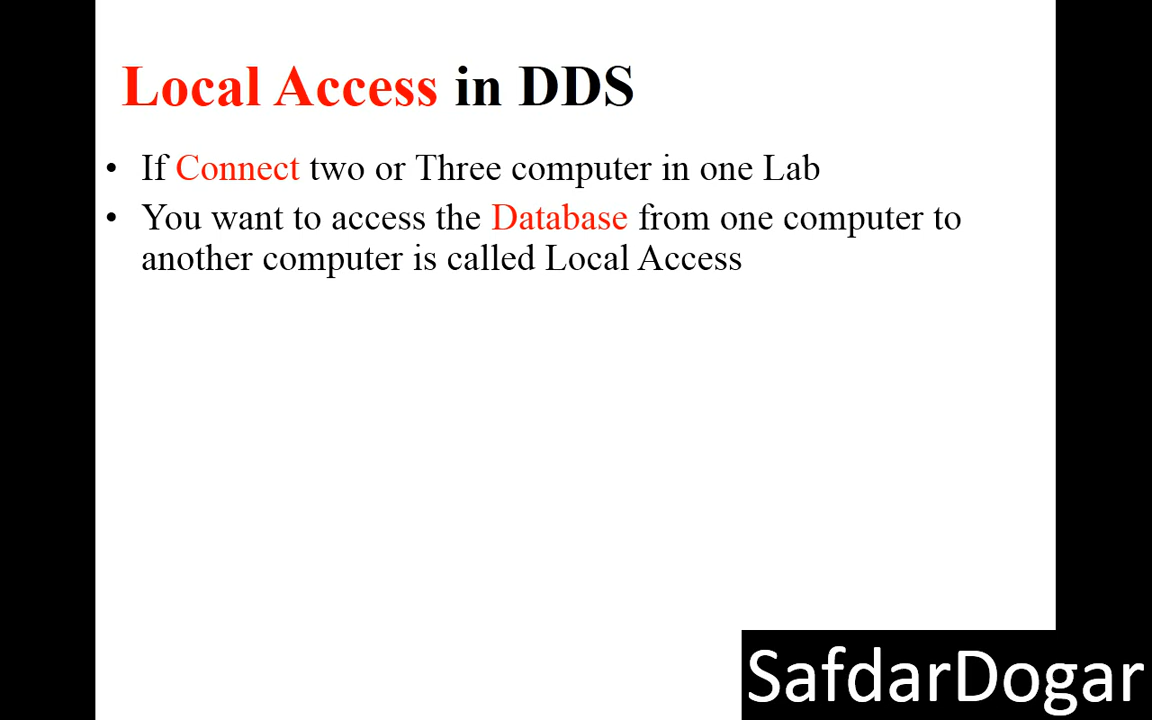 Local Access in DDS
• If Connect two or Three computer in one Lab
• You want to access the Database from one computer to
another computer is called Local Access
SafdarDogar